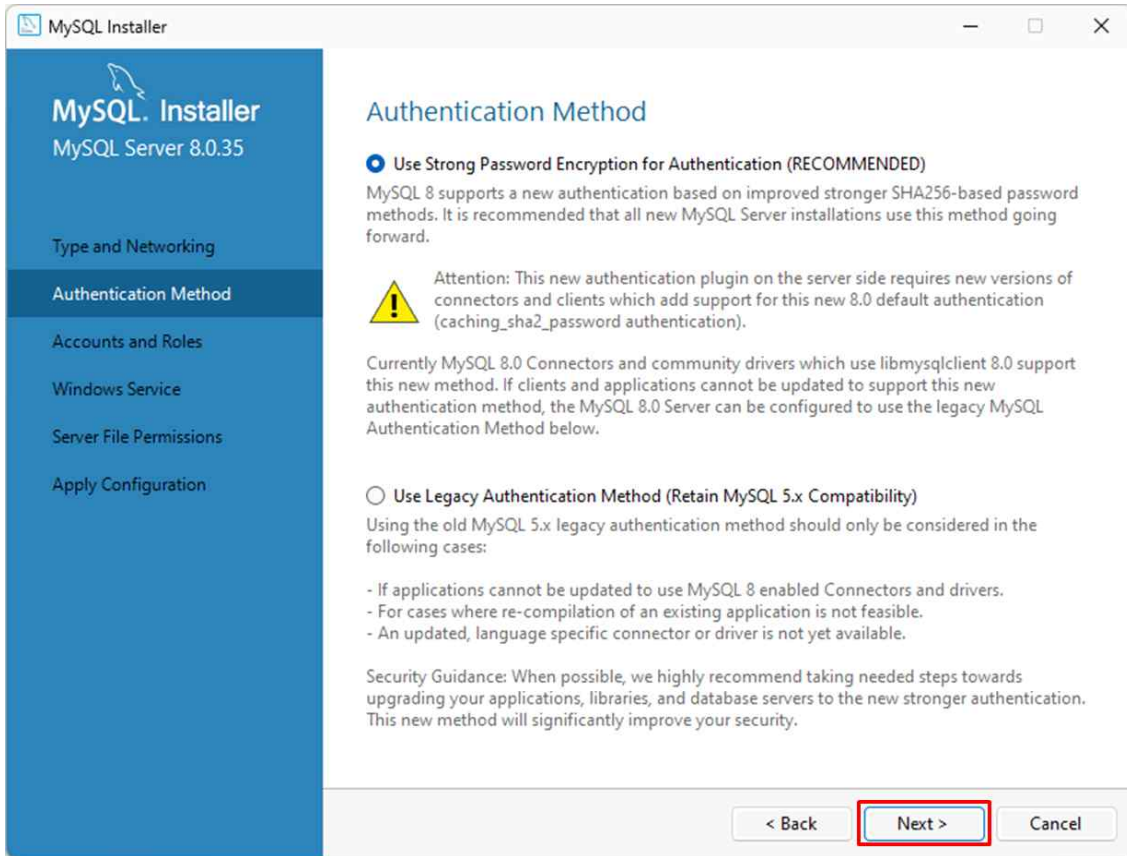 MySQL Installer
MySQL. Installer
MySQL Server 8.0.35
Type and Networking
Authentication Method
Accounts and Roles
Windows Service
Server File Permissions
Apply Configuration
Authentication Method
Use Strong Password Encryption for Authentication (RECOMMENDED)
MySQL 8 supports a new authentication based on improved stronger SHA256-based password
methods. It is recommended that all new MySQL Server installations use this method going
forward.
Attention: This new authentication plugin on the server side requires new versions of
connectors and clients which add support for this new 8.0 default authentication
(caching_sha2_password authentication).
Currently MySQL 8.0 Connectors and community drivers which use libmysqlclient 8.0 support
this new method. If clients and applications cannot be updated to support this new
authentication method, the MySQL 8.0 Server can be configured to use the legacy MySQL
Authentication Method below.
Use Legacy Authentication Method (Retain MySQL 5.x Compatibility)
Using the old MySQL 5.x legacy authentication method should only be considered in the
following cases:
- If applications cannot be updated to use MySQL 8 enabled Connectors and drivers.
- For cases where re-compilation of an existing application is not feasible.
- An updated, language specific connector or driver is not yet available.
Security Guidance: When possible, we highly recommend taking needed steps towards
upgrading your applications, libraries, and database servers to the new stronger authentication.
This new method will significantly improve your security.
< Back
Next >
Cancel